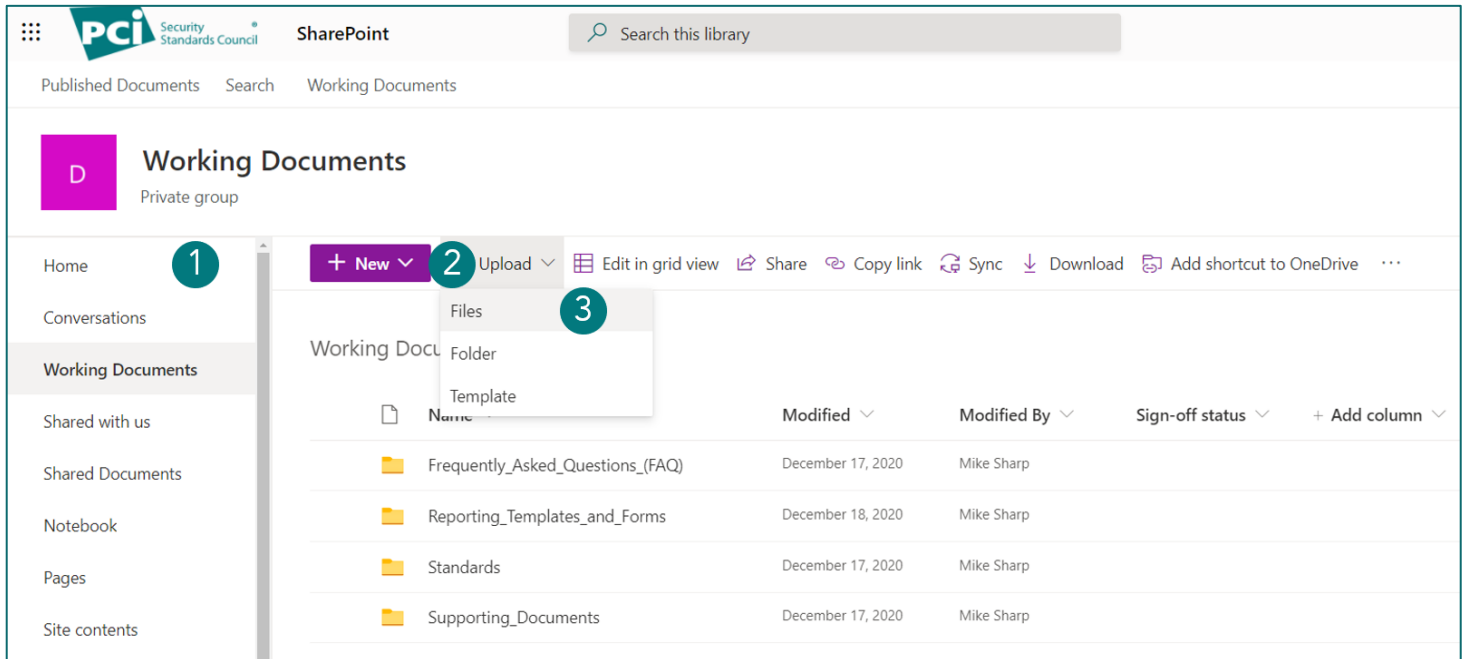 PCi Security Standards Council SharePoint Search this library
Published Documents Search Working Documents
D
Working Documents
Private group
Home 1
Conversations
Working Documents
Shared with us
Shared Documents
Notebook
Pages
Site contents
+ New 2 Upload Edit in grid view Share Copy link Sync Download Add shortcut to OneDrive ...
Files 3
Folder
Template
Working Docu
Name Modified Modified By Sign-off status + Add column
Frequently_Asked_Questions_(FAQ) December 17, 2020 Mike Sharp
Reporting_Templates_and_Forms December 18, 2020 Mike Sharp
Standards December 17, 2020 Mike Sharp
Supporting_Documents December 17, 2020 Mike Sharp